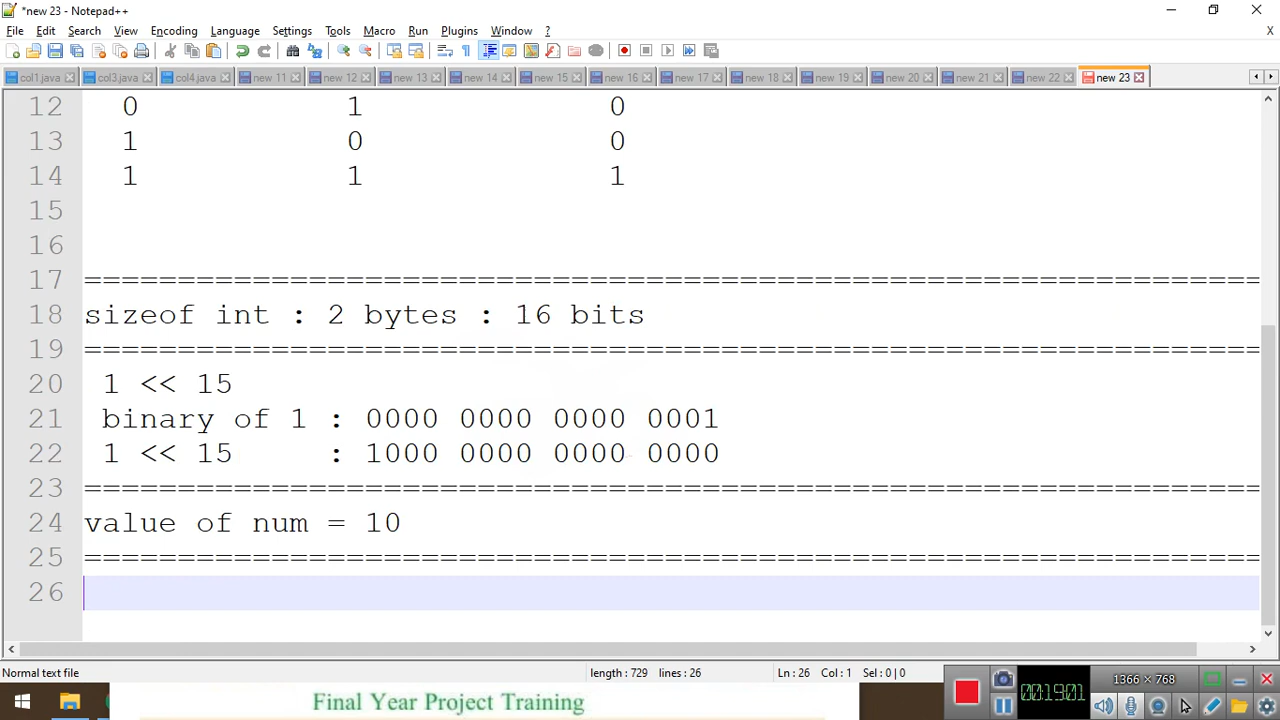 *new 23 - Notepad++
File Edit Search View Encoding Language Settings Tools Macro Run Plugins Window ?
X
col1.java col3.java col4.java new 11 new 12 new 13 new 14 new 15 new 16 new 17 new 18 new 19 new 20 new 21 new 22 new 23
12 0 1 0
13 1 0 0
14 1 1 1
15
16
17 ===============================================================
18 sizeof int : 2 bytes : 16 bits
19 ===============================================================
20 1 << 15
21 binary of 1 : 0000 0000 0000 0001
22 1 << 15 : 1000 0000 0000 0000
23 ===============================================================
24 value of num = 10
25 ===============================================================
26
Normal text file length : 729 lines : 26 Ln : 26 Col : 1 Sel : 0 | 0
00:19:01 1366 × 768
Final Year Project Training